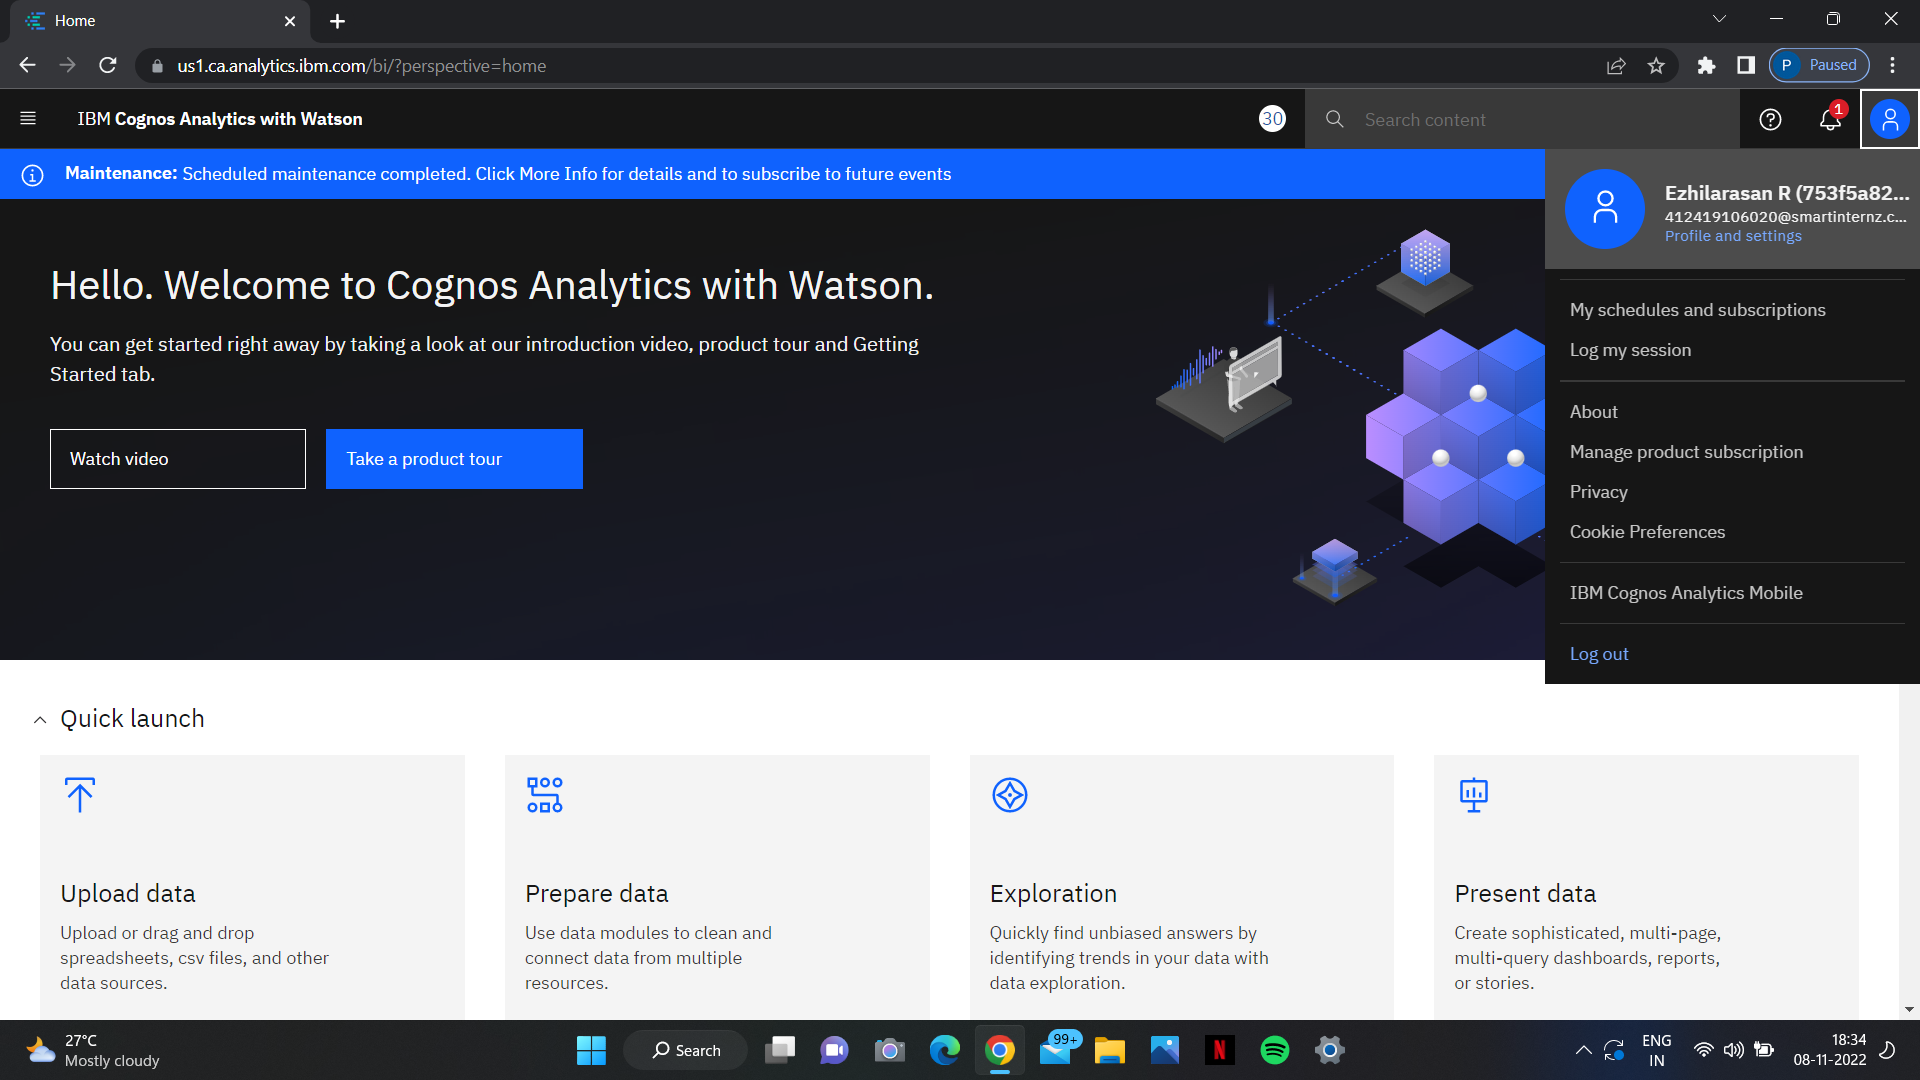 Home
us1.ca.analytics.ibm.com/bi/?perspective=home
P Paused
IBM Cognos Analytics with Watson
30
Search content
1
Maintenance: Scheduled maintenance completed. Click More Info for details and to subscribe to future events
Ezhilarasan R (753f5a82...
412419106020@smartinternz.c...
Profile and settings
My schedules and subscriptions
Log my session
About
Manage product subscription
Privacy
Cookie Preferences
IBM Cognos Analytics Mobile
Log out
Hello. Welcome to Cognos Analytics with Watson.
You can get started right away by taking a look at our introduction video, product tour and Getting
Started tab.
Watch video
Take a product tour
Quick launch
Upload data
Upload or drag and drop
spreadsheets, csv files, and other
data sources.
Prepare data
Use data modules to clean and
connect data from multiple
resources.
Exploration
Quickly find unbiased answers by
identifying trends in your data with
data exploration.
Present data
Create sophisticated, multi-page,
multi-query dashboards, reports,
or stories.
27°C
Mostly cloudy
Search
99+
N
ENG
IN
18:34
08-11-2022